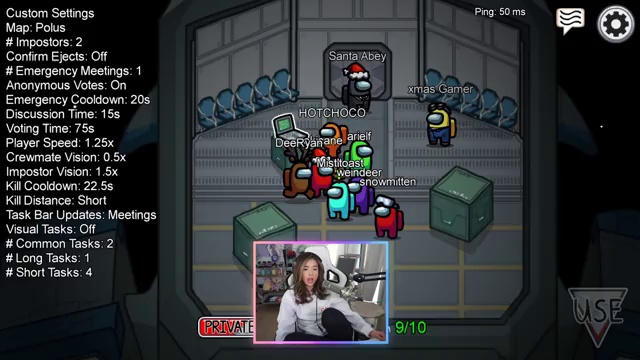 Custom Settings
Map: Polus
# Impostors: 2
Confirm Ejects: Off
# Emergency Meetings: 1
Anonymous Votes: On
Emergency Cooldown: 20s
Discussion Time: 15s
Voting Time: 75s
Player Speed: 1.25x
Crewmate Vision: 0.5x
Impostor Vision: 1.5x
Kill Cooldown: 22.5s
Kill Distance: Short
Task Bar Updates: Meetings
Visual Tasks: Off
# Common Tasks: 2
# Long Tasks: 1
# Short Tasks: 4
Ping: 50 ms
Santa Abey
xmas Gamer
HOTCHOCO
arielf
DeeRyan
Mistltoast
weindeer
snowmitten
PRIVATE
9/10
USE